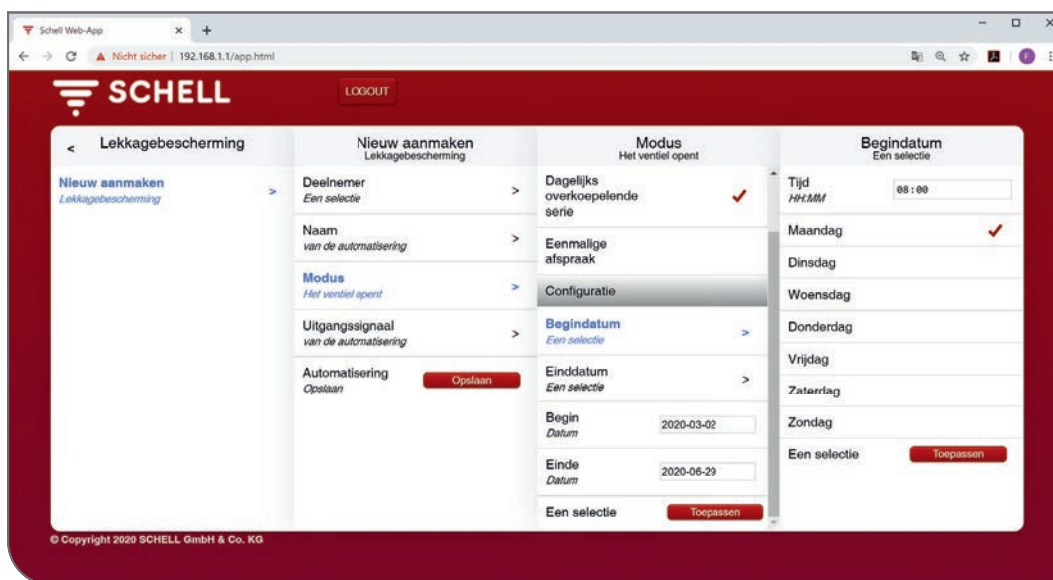 Schell Web-App
Nicht sicher | 192.168.1.1/app.html
F
SCHELL
LOGOUT
< Lekkagebescherming
Nieuw aanmaken
Lekkagebescherming
>
Nieuw aanmaken
Lekkagebescherming
Deelnemer
Een selectie
>
Naam
van de automatisering
>
Modus
Het ventiel opent
>
Uitgangssignaal
van de automatisering
>
Automatisering
Opslaan
Opslaan
Modus
Het ventiel opent
Dagelijks
overkoepelende
serie
Eenmalige
afspraak
Configuratie
Begindatum
Een selectie
>
Einddatum
Een selectie
>
Begin
Datum
2020-03-02
Einde
Datum
2020-06-29
Een selectie
Toepassen
Begindatum
Een selectie
Tijd
HH:MM
08:00
Maandag
Dinsdag
Woensdag
Donderdag
Vrijdag
Zaterdag
Zondag
Een selectie
Toepassen
© Copyright 2020 SCHELL GmbH & Co. KG